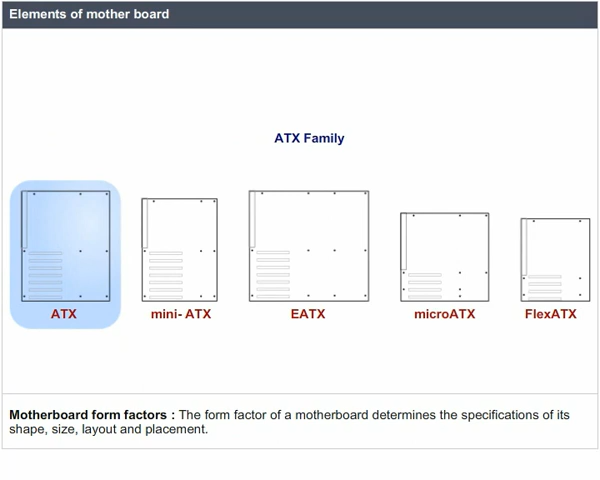 Elements of mother board
ATX Family
ATX
mini- ATX
EATX
microATX
FlexATX
Motherboard form factors : The form factor of a motherboard determines the specifications of its
shape, size, layout and placement.